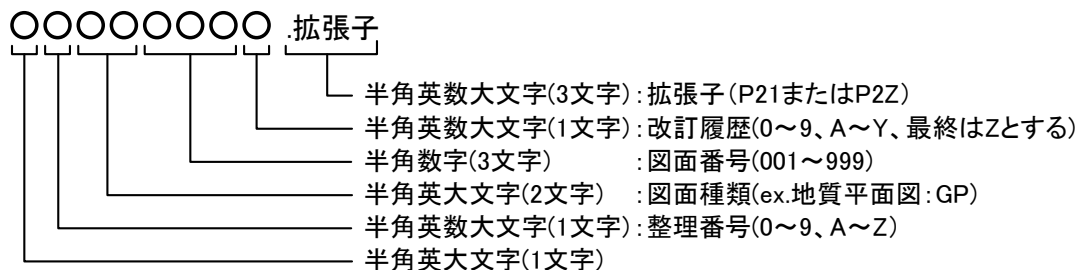 ○○○○○○○○.拡張子
半角英数大文字(3文字):拡張子(P21またはP2Z)
半角英数大文字(1文字):改訂履歴(0～9、A～Y、最終はZとする)
半角数字(3文字)　:図面番号(001～999)
半角英大文字(2文字)　:図面種類(ex.地質平面図:GP)
半角英数大文字(1文字):整理番号(0～9、A～Z)
半角英大文字(1文字)